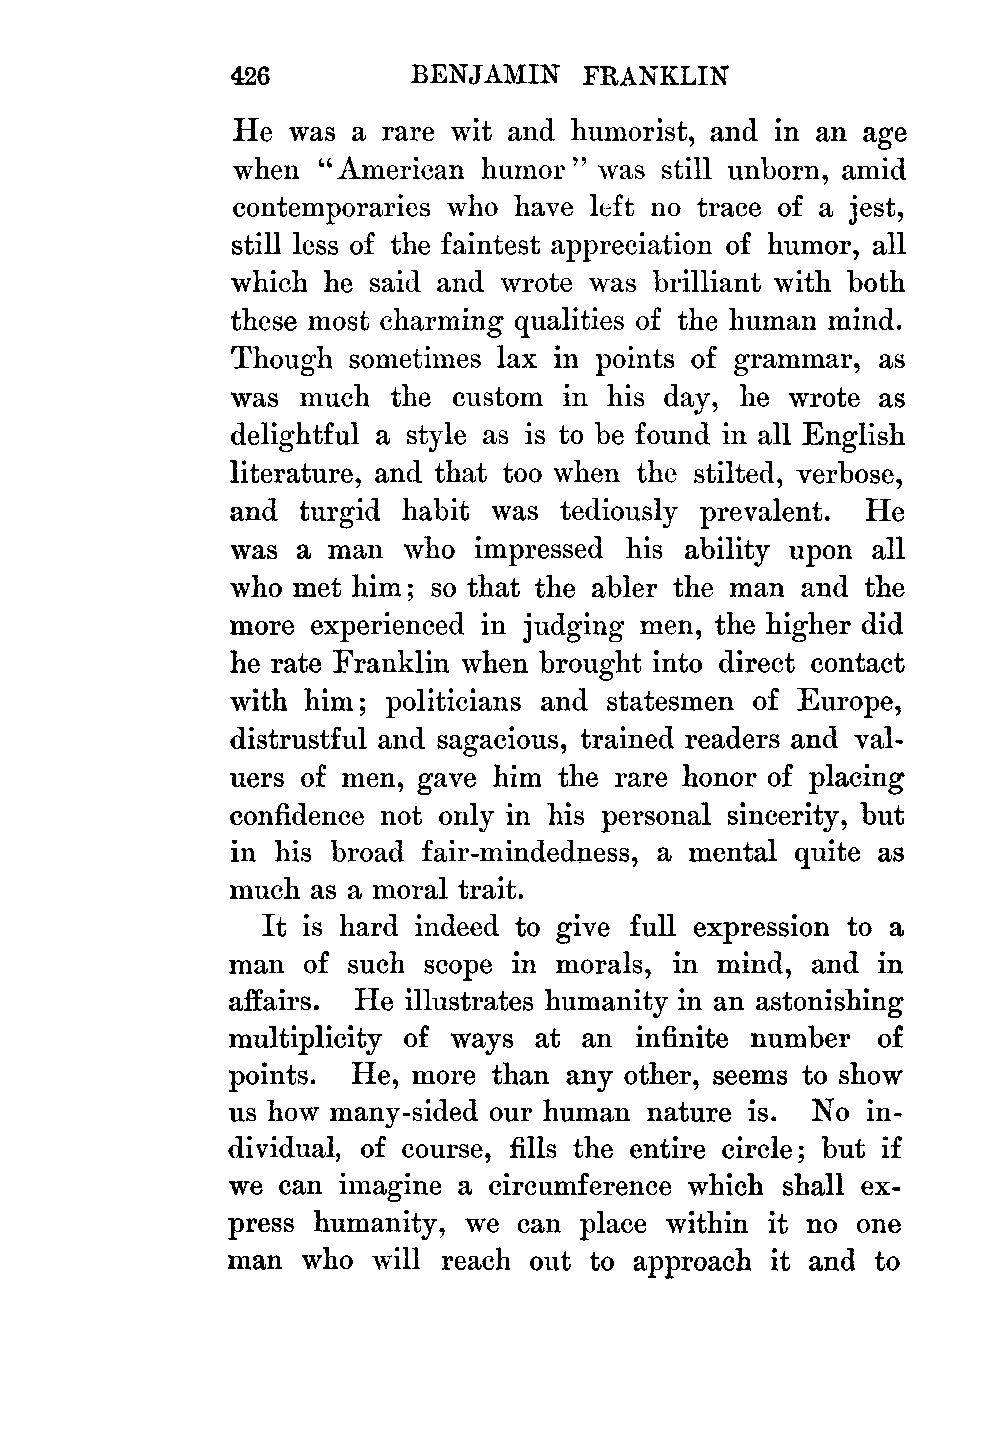 426 BENJAMIN FRANKLIN
He was a rare wit and humorist, and in an age
when "American humor" was still unborn, amid
contemporaries who have left no trace of a jest,
still less of the faintest appreciation of humor, all
which he said and wrote was brilliant with both
these most charming qualities of the human mind.
Though sometimes lax in points of grammar, as
was much the custom in his day, he wrote as
delightful a style as is to be found in all English
literature, and that too when the stilted, verbose,
and turgid habit was tediously prevalent. He
was a man who impressed his ability upon all
who met him; so that the abler the man and the
more experienced in judging men, the higher did
he rate Franklin when brought into direct contact
with him; politicians and statesmen of Europe,
distrustful and sagacious, trained readers and val-
uers of men, gave him the rare honor of placing
confidence not only in his personal sincerity, but
in his broad fair-mindedness, a mental quite as
much as a moral trait.
It is hard indeed to give full expression to a
man of such scope in morals, in mind, and in
affairs. He illustrates humanity in an astonishing
multiplicity of ways at an infinite number of
points. He, more than any other, seems to show
us how many-sided our human nature is. No in-
dividual, of course, fills the entire circle; but if
we can imagine a circumference which shall ex-
press humanity, we can place within it no one
man who will reach out to approach it and to